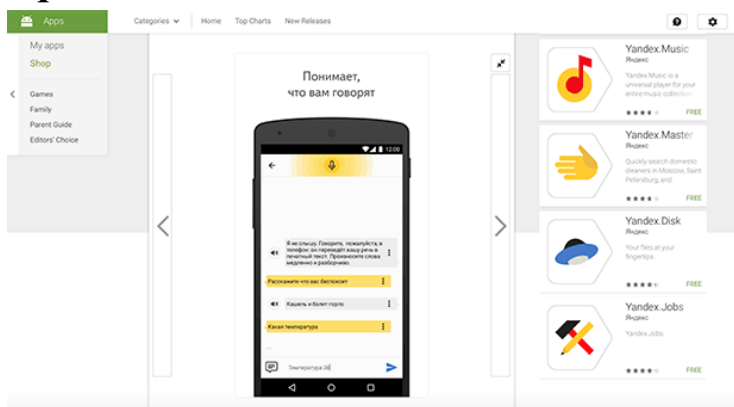 Apps
Categories
Home
Top Charts
New Releases
My apps
Shop
Games
Family
Parent Guide
Editors' Choice
Понимает,
что вам говорят
12:00
Я не слышу. Говорите, пожалуйста, в
телефон: он переведёт вашу речь в
печатный текст. Произносите слова
медленно и разборчиво.
Расскажите что вас беспокоит
Кашель и болит горло
Какая температура
...
Температура 38
Yandex.Music
Яндекс
Yandex.Music is a
universal player for your
entire music collection
FREE
Yandex.Master
Яндекс
Quickly search domestic
cleaners in Moscow, Saint
Petersburg, and
FREE
Yandex.Disk
Яндекс
Your files at your
fingertips.
FREE
Yandex.Jobs
Яндекс
Yandex.Jobs
FREE